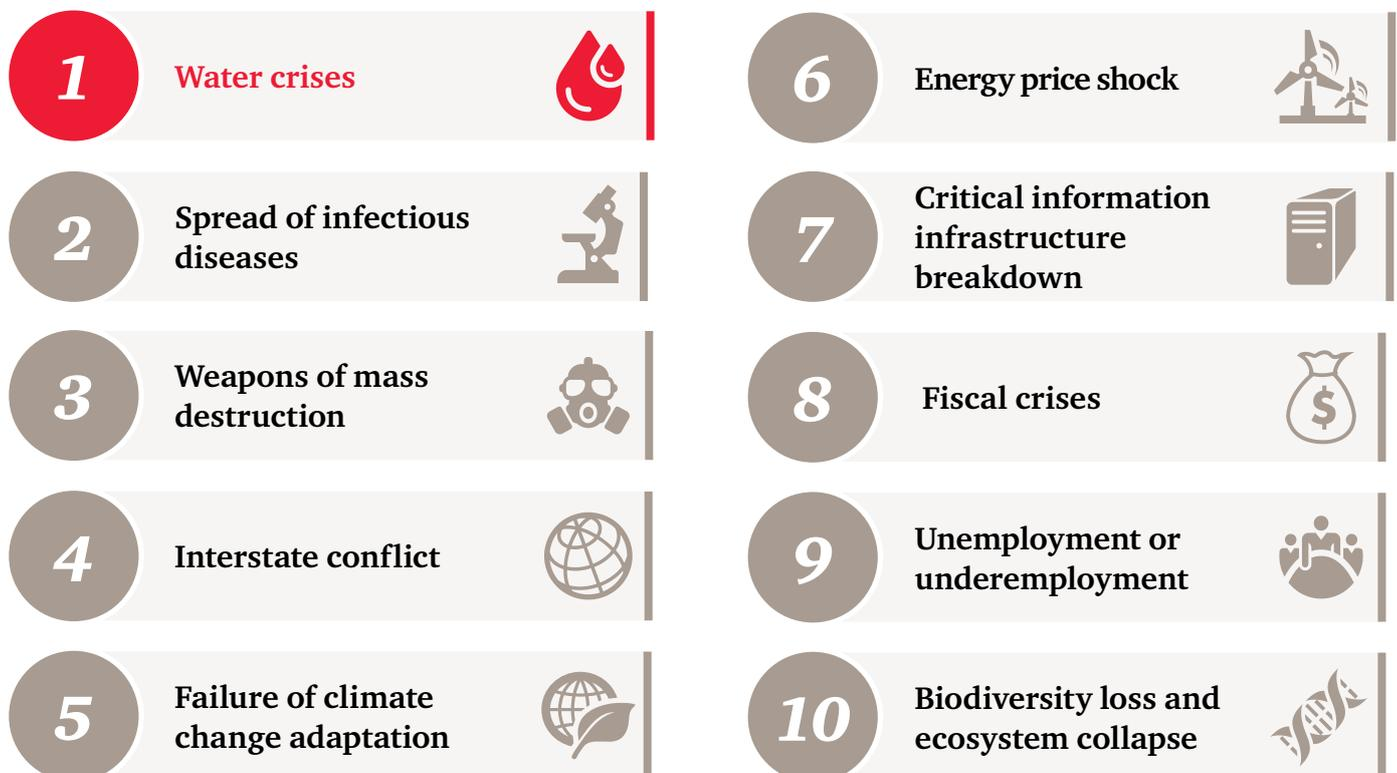 1
Water crises
2
Spread of infectious
diseases
3
Weapons of mass
destruction
4
Interstate conflict
5
Failure of climate
change adaptation
6
Energy price shock
7
Critical information
infrastructure
breakdown
8
Fiscal crises
$
9
Unemployment or
underemployment
10
Biodiversity loss and
ecosystem collapse